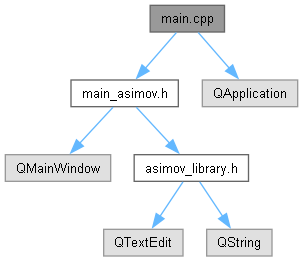 main.cpp
main_asimov.h
QApplication
QMainWindow
asimov_library.h
QTextEdit
QString